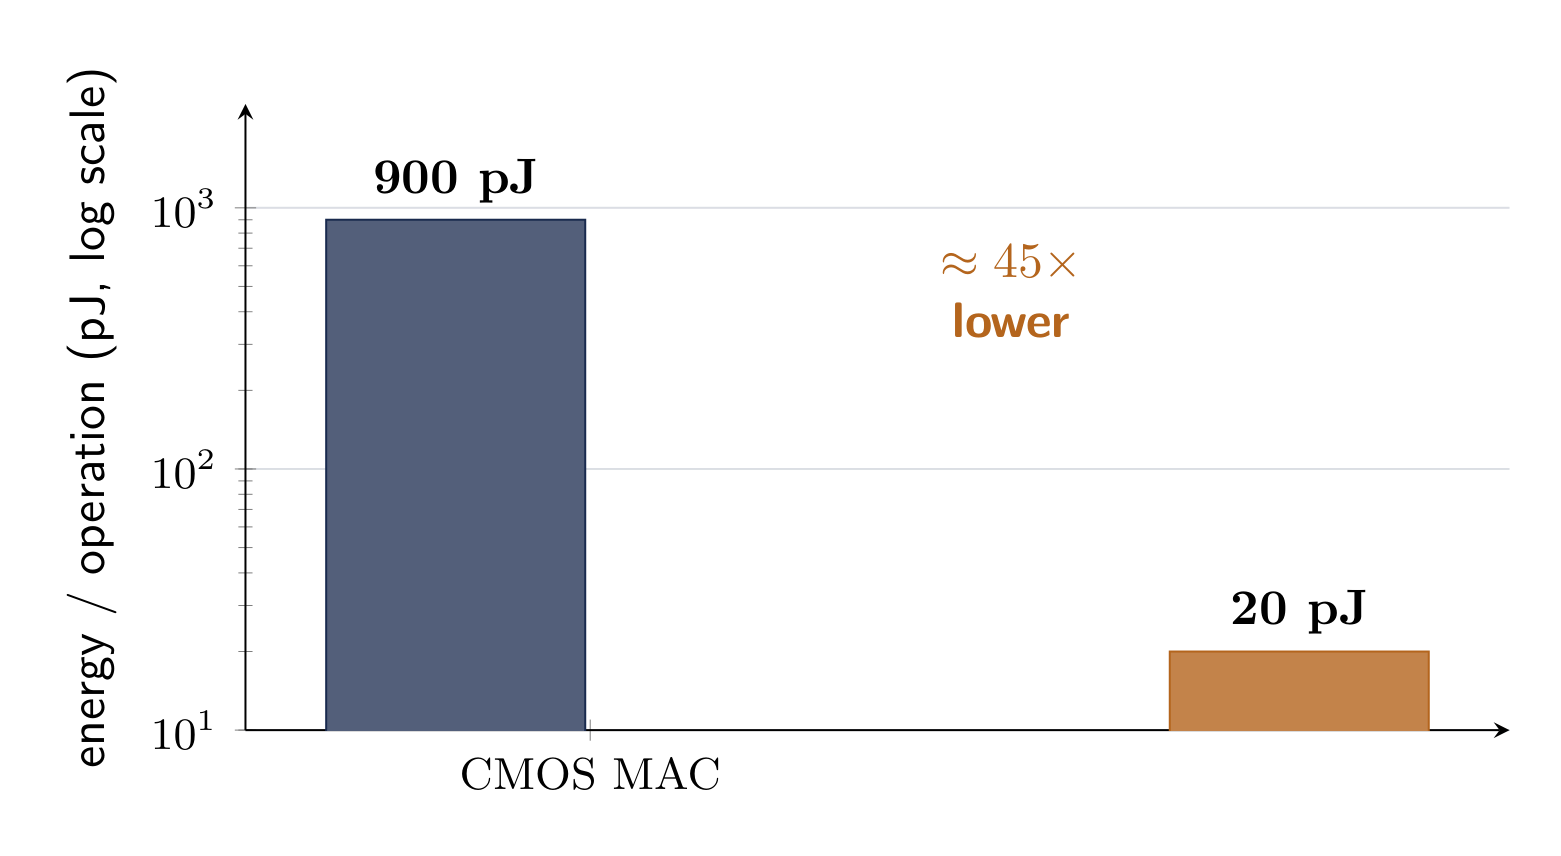 energy / operation (pJ, log scale)
10³
10²
10¹
900 pJ
≈ 45×
lower
20 pJ
CMOS MAC